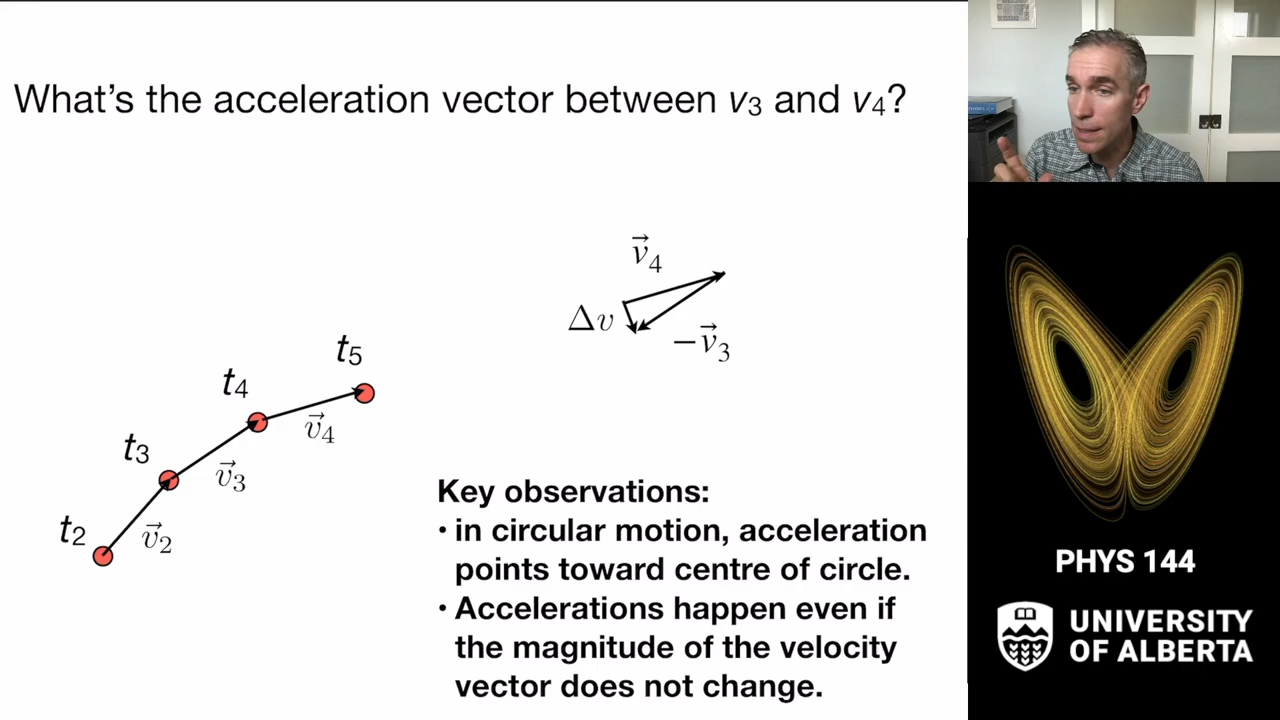 What's the acceleration vector between v₃ and v₄?
v⃗₄
Δv
−v⃗₃
t₅
t₄
v⃗₄
t₃
v⃗₃
t₂
v⃗₂
Key observations:
• in circular motion, acceleration
points toward centre of circle.
• Accelerations happen even if
the magnitude of the velocity
vector does not change.
PHYS 144
UNIVERSITY
OF ALBERTA